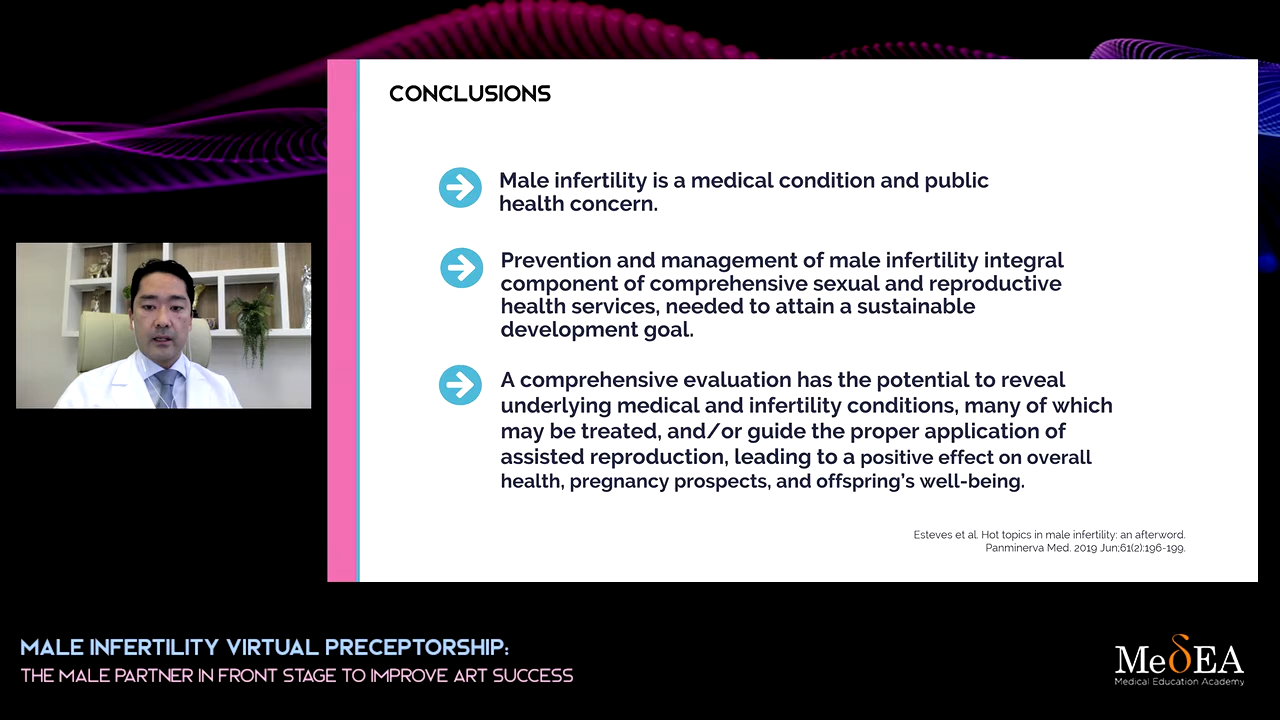 CONCLUSIONS
Male infertility is a medical condition and public
health concern.
Prevention and management of male infertility integral
component of comprehensive sexual and reproductive
health services, needed to attain a sustainable
development goal.
A comprehensive evaluation has the potential to reveal
underlying medical and infertility conditions, many of which
may be treated, and/or guide the proper application of
assisted reproduction, leading to a positive effect on overall
health, pregnancy prospects, and offspring's well-being.
Esteves et al. Hot topics in male infertility: an afterword.
Panminerva Med. 2019 Jun;61(2):196-199.
MALE INFERTILITY VIRTUAL PRECEPTORSHIP:
THE MALE PARTNER IN FRONT STAGE TO IMPROVE ART SUCCESS
MeδEA
Medical Education Academy